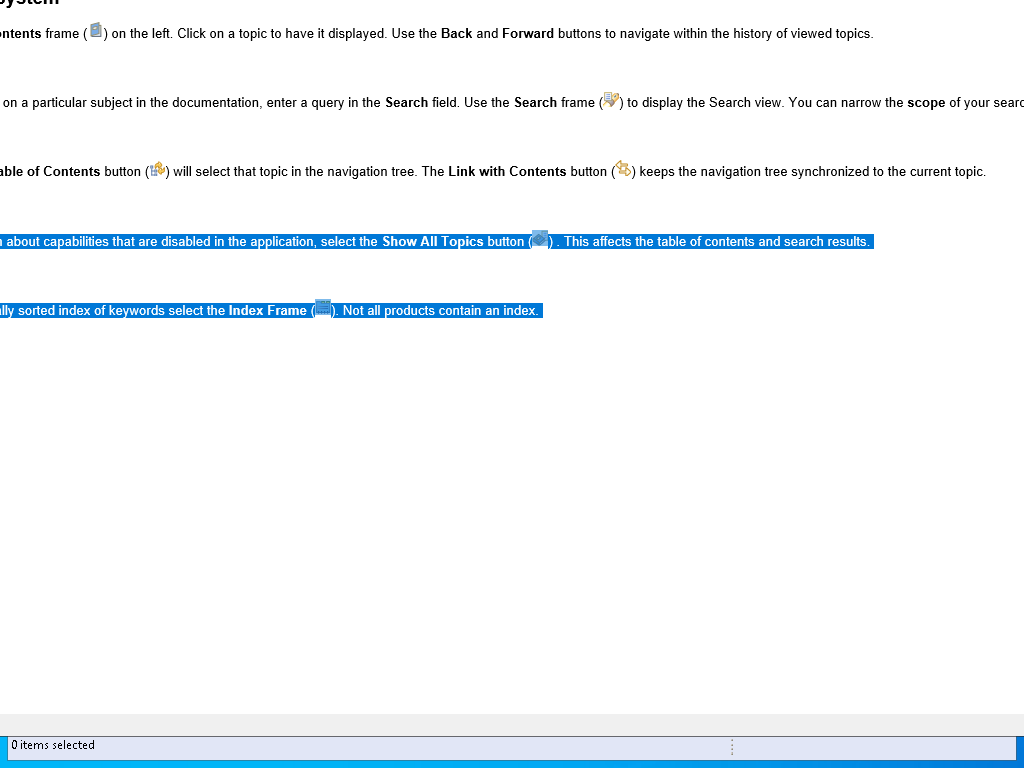 ontents frame ( ) on the left. Click on a topic to have it displayed. Use the Back and Forward buttons to navigate within the history of viewed topics.
on a particular subject in the documentation, enter a query in the Search field. Use the Search frame ( ) to display the Search view. You can narrow the scope of your searc
able of Contents button ( ) will select that topic in the navigation tree. The Link with Contents button ( ) keeps the navigation tree synchronized to the current topic.
about capabilities that are disabled in the application, select the Show All Topics button ( ) . This affects the table of contents and search results.
lly sorted index of keywords select the Index Frame ( ). Not all products contain an index.
0 items selected